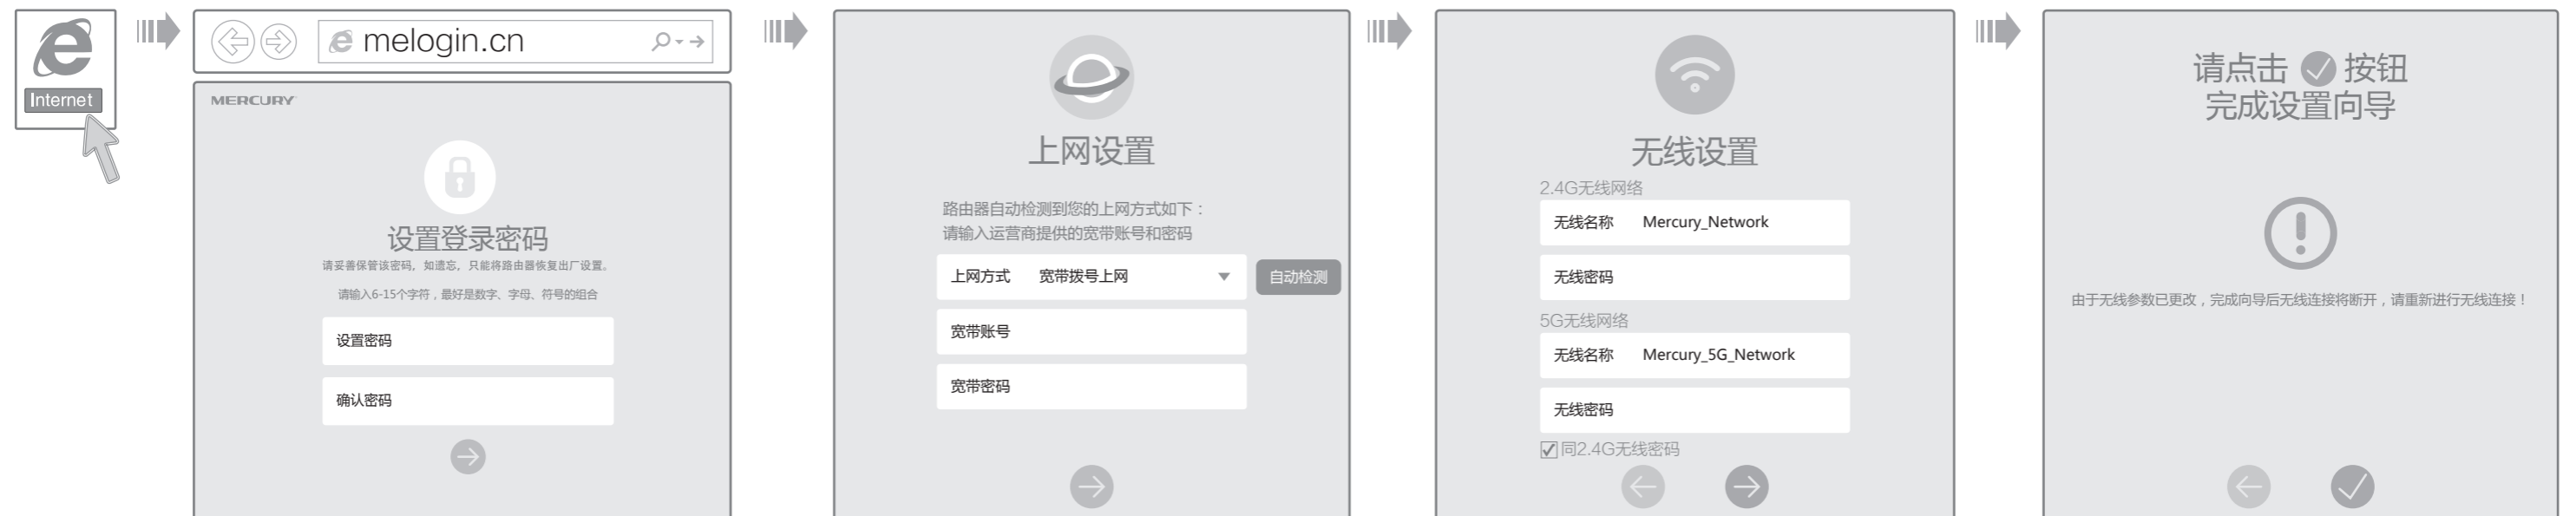 Internet
melogin.cn
MERCURY
设置登录密码
请妥善保管该密码, 如遗忘, 只能将路由器恢复出厂设置。
请输入6-15个字符，最好是数字、字母、符号的组合
设置密码
确认密码
上网设置
路由器自动检测到您的上网方式如下：
请输入运营商提供的宽带账号和密码
上网方式 宽带拨号上网 自动检测
宽带账号
宽带密码
无线设置
2.4G无线网络
无线名称 Mercury_Network
无线密码
5G无线网络
无线名称 Mercury_5G_Network
无线密码
同2.4G无线密码
请点击 按钮
完成设置向导
由于无线参数已更改，完成向导后无线连接将断开，请重新进行无线连接！